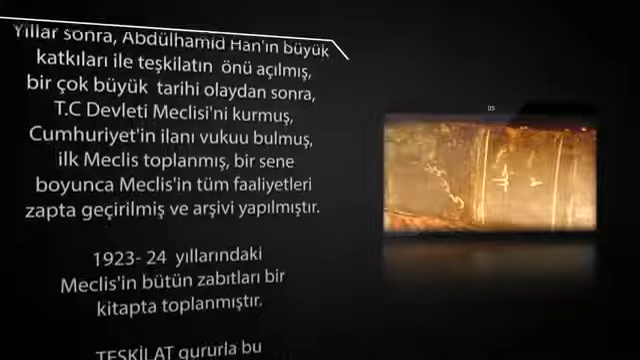 Yıllar sonra, Abdülhamid Han'ın büyük
katkıları ile teşkilatın önü açılmış,
bir çok büyük tarihi olaydan sonra,
T.C Devleti Meclisi'ni kurmuş,
Cumhuriyet'in ilanı vukuu bulmuş,
ilk Meclis toplanmış, bir sene
boyunca Meclis'in tüm faaliyetleri
zapta geçirilmiş ve arşivi yapılmıştır.
1923- 24 yıllarındaki
Meclis'in bütün zabıtları bir
kitapta toplanmıştır.
TEŞKİLAT gururla bu
05